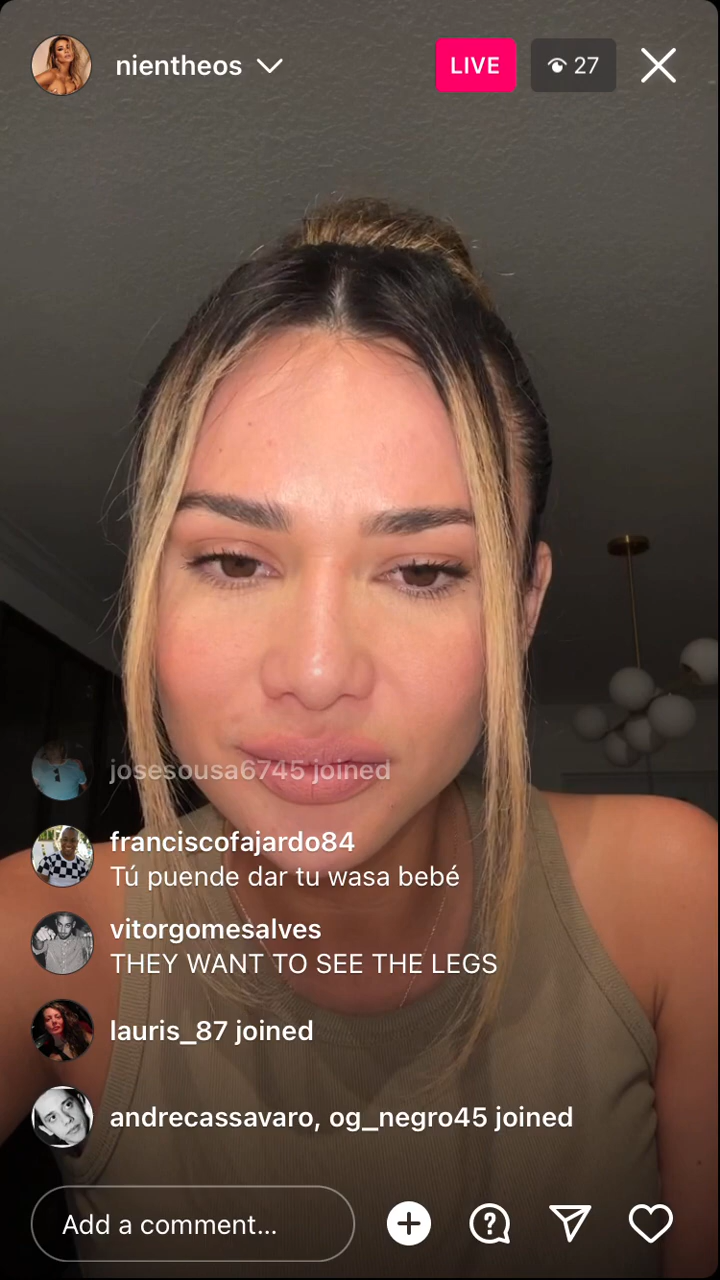 nientheos
LIVE
27
josesousa6745 joined
franciscofajardo84
Tú puende dar tu wasa bebé
vitorgomesalves
THEY WANT TO SEE THE LEGS
lauris_87 joined
andrecassavaro, og_negro45 joined
Add a comment...